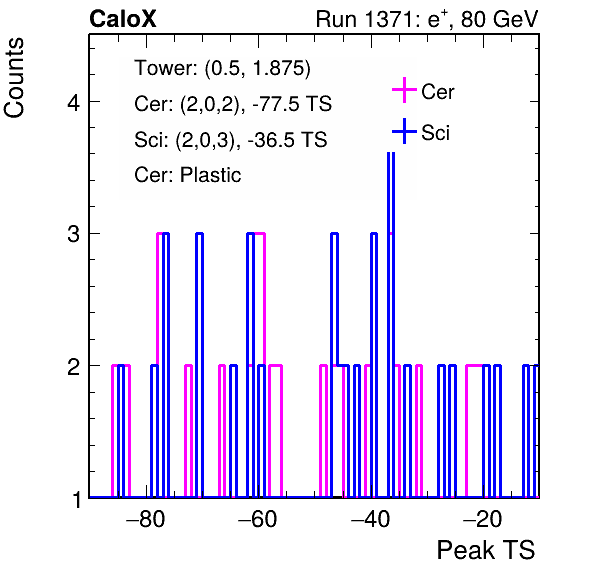 CaloX Run 1371: e⁺, 80 GeV
Counts
Tower: (0.5, 1.875)
Cer: (2,0,2), -77.5 TS
Sci: (2,0,3), -36.5 TS
Cer: Plastic
Cer
Sci
4
3
2
1
−80 −60 −40 −20
Peak TS